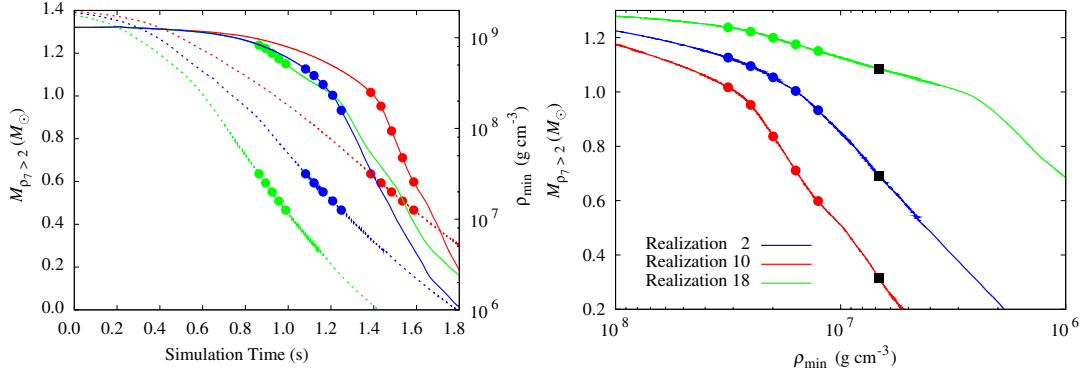 1.4
1.2
1.0
0.8
0.6
0.4
0.2
0.0
M_{ρ_7 > 2} (M_☉)
0.0 0.2 0.4 0.6 0.8 1.0 1.2 1.4 1.6 1.8
Simulation Time (s)
10^9
10^8
10^7
10^6
ρ_min (g cm^−3)
1.2
1.0
0.8
0.6
0.4
0.2
M_{ρ_7 > 2} (M_☉)
Realization 2
Realization 10
Realization 18
10^8 10^7 10^6
ρ_min (g cm^−3)